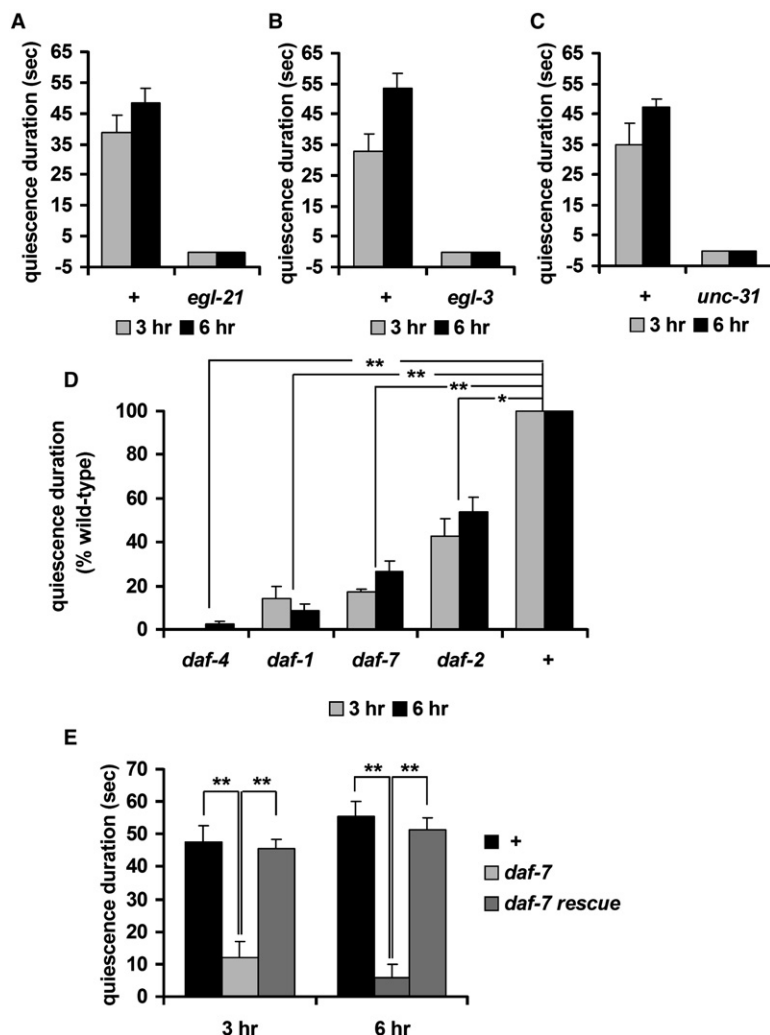 A
quiescence duration (sec)
65
55
45
35
25
15
5
-5
+ egl-21
3 hr 6 hr
B
quiescence duration (sec)
65
55
45
35
25
15
5
-5
+ egl-3
3 hr 6 hr
C
quiescence duration (sec)
65
55
45
35
25
15
5
-5
+ unc-31
3 hr 6 hr
D
quiescence duration
(% wild-type)
100
80
60
40
20
0
**
**
**
*
daf-4 daf-1 daf-7 daf-2 +
3 hr 6 hr
E
quiescence duration (sec)
70
60
50
40
30
20
10
0
** ** ** **
3 hr 6 hr
+
daf-7
daf-7 rescue